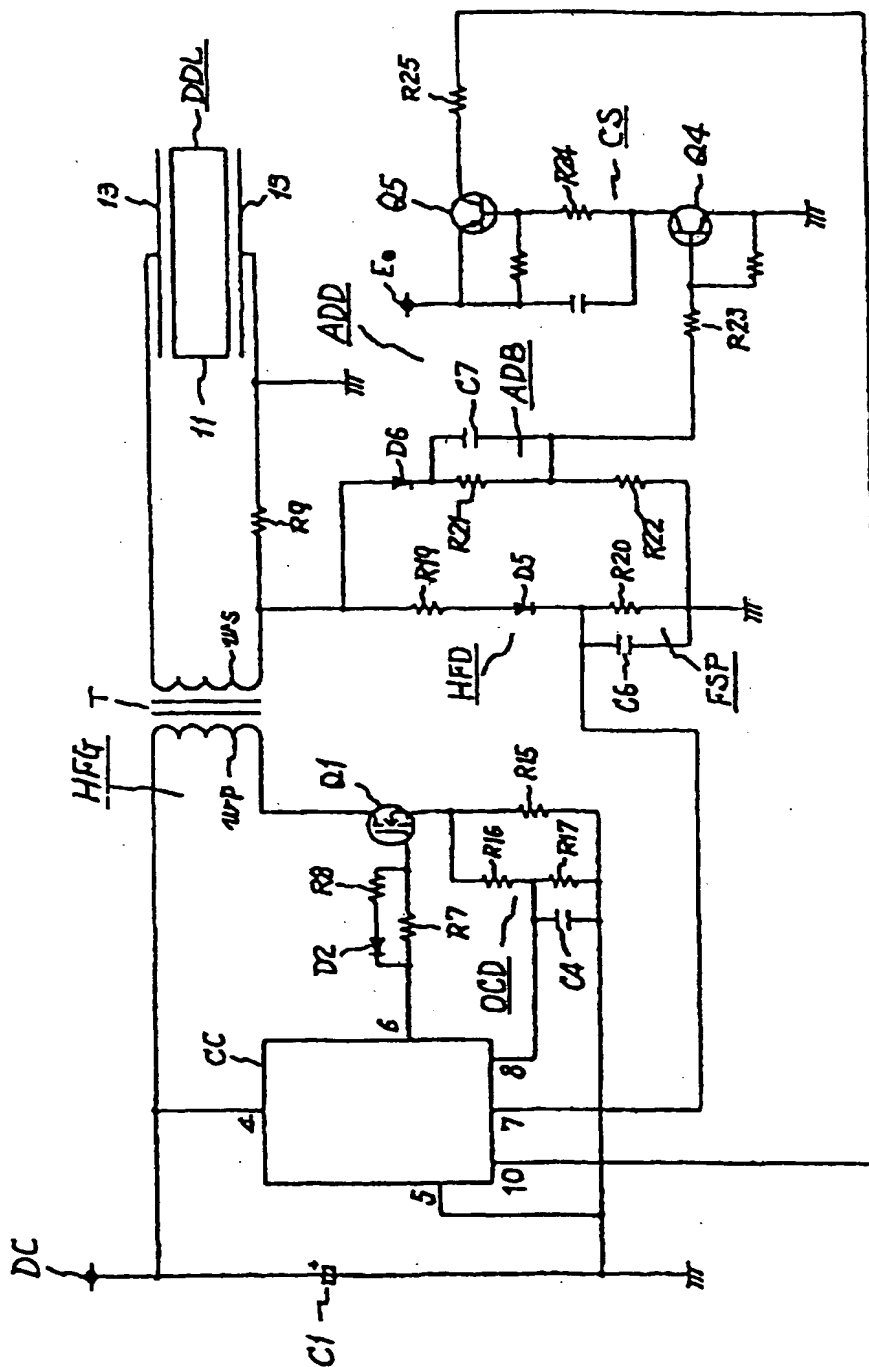 DC
HFG
T
DDL
13
wp
ws
11
13
R9
CC
4
C1
D2
R8
Q1
6
R7
ADD
E0
Q5
R25
D6
C7
R19
R21
ADB
R24
CS
5
10
7
8
OCD
R16
R15
HFD
D5
R17
C4
R20
R22
R23
Q4
C6
FSP